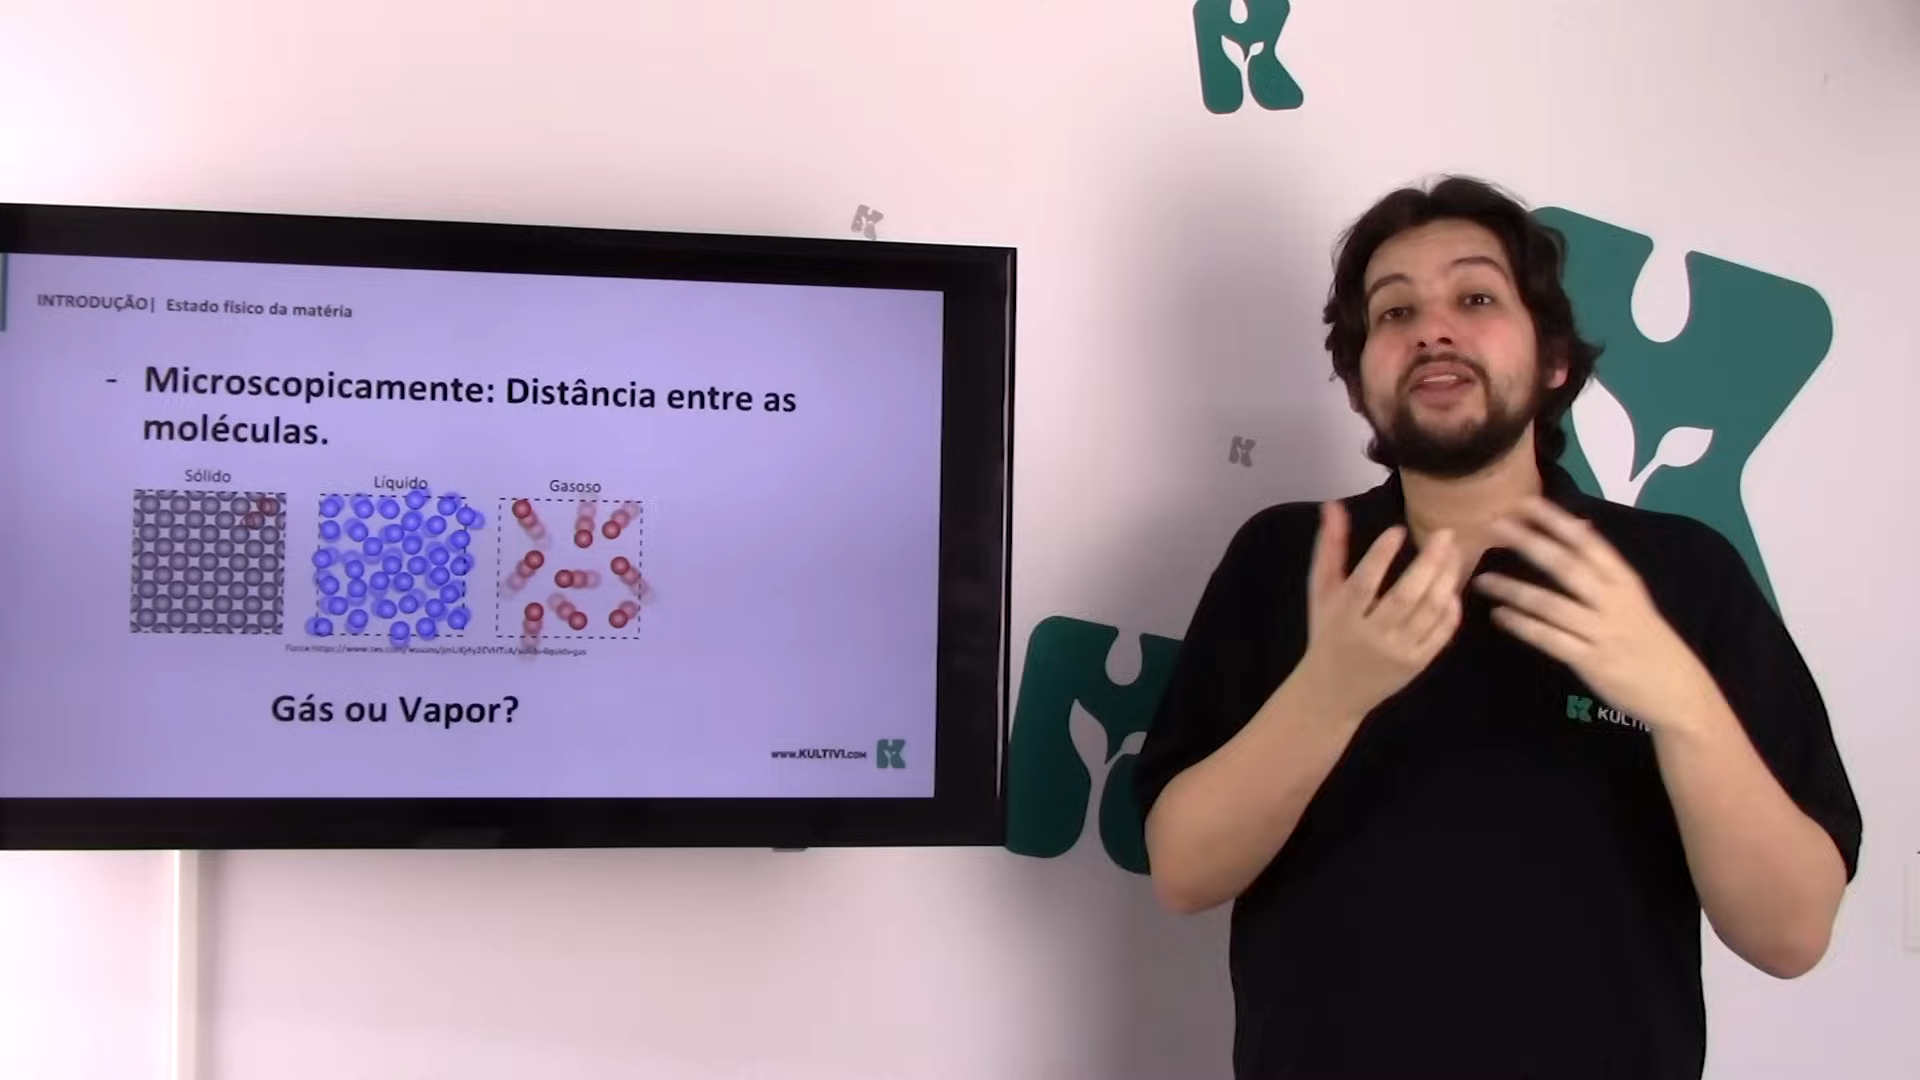 INTRODUÇÃO| Estado físico da matéria
- Microscopicamente: Distância entre as
moléculas.
Sólido
Líquido
Gasoso
Gás ou Vapor?
www.KULTIVI.com